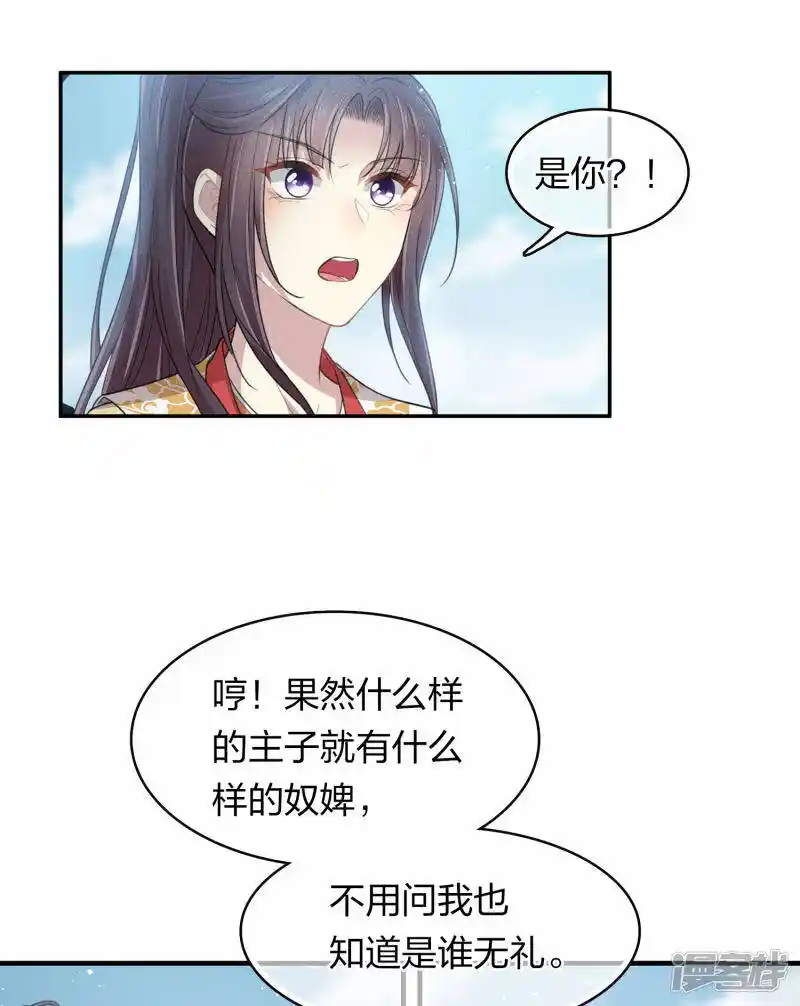 是你？！
哼！果然什么样
的主子就有什么
样的奴婢，
不用问我也
知道是谁无礼。
漫客栈